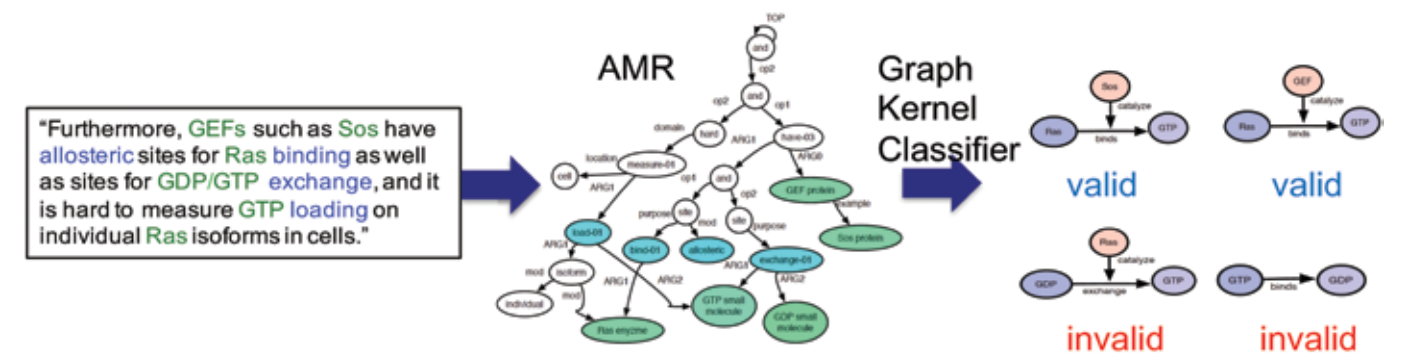 “Furthermore, GEFs such as Sos have
allosteric sites for Ras binding as well
as sites for GDP/GTP exchange, and it
is hard to measure GTP loading on
individual Ras isoforms in cells.”
AMR
TOP
and
op2
and
op2
op1
hard
have-03
domain
ARG1
ARG0
location
measure-01
cell
ARG1
op1
and
op2
GEF protein
example
Sos protein
purpose
site
mod
site
purpose
load-01
bind-01
allosteric
exchange-01
ARG1
ARG1
ARG2
ARG1
ARG2
mod
isoform
individual
mod
GTP small
molecule
GDP small
molecule
Ras enyzme
Graph
Kernel
Classifier
Sos
catalyze
Ras
binds
GTP
valid
GEF
catalyze
Ras
binds
GTP
valid
Ras
catalyze
GDP
exchange
GTP
invalid
GTP
binds
GDP
invalid